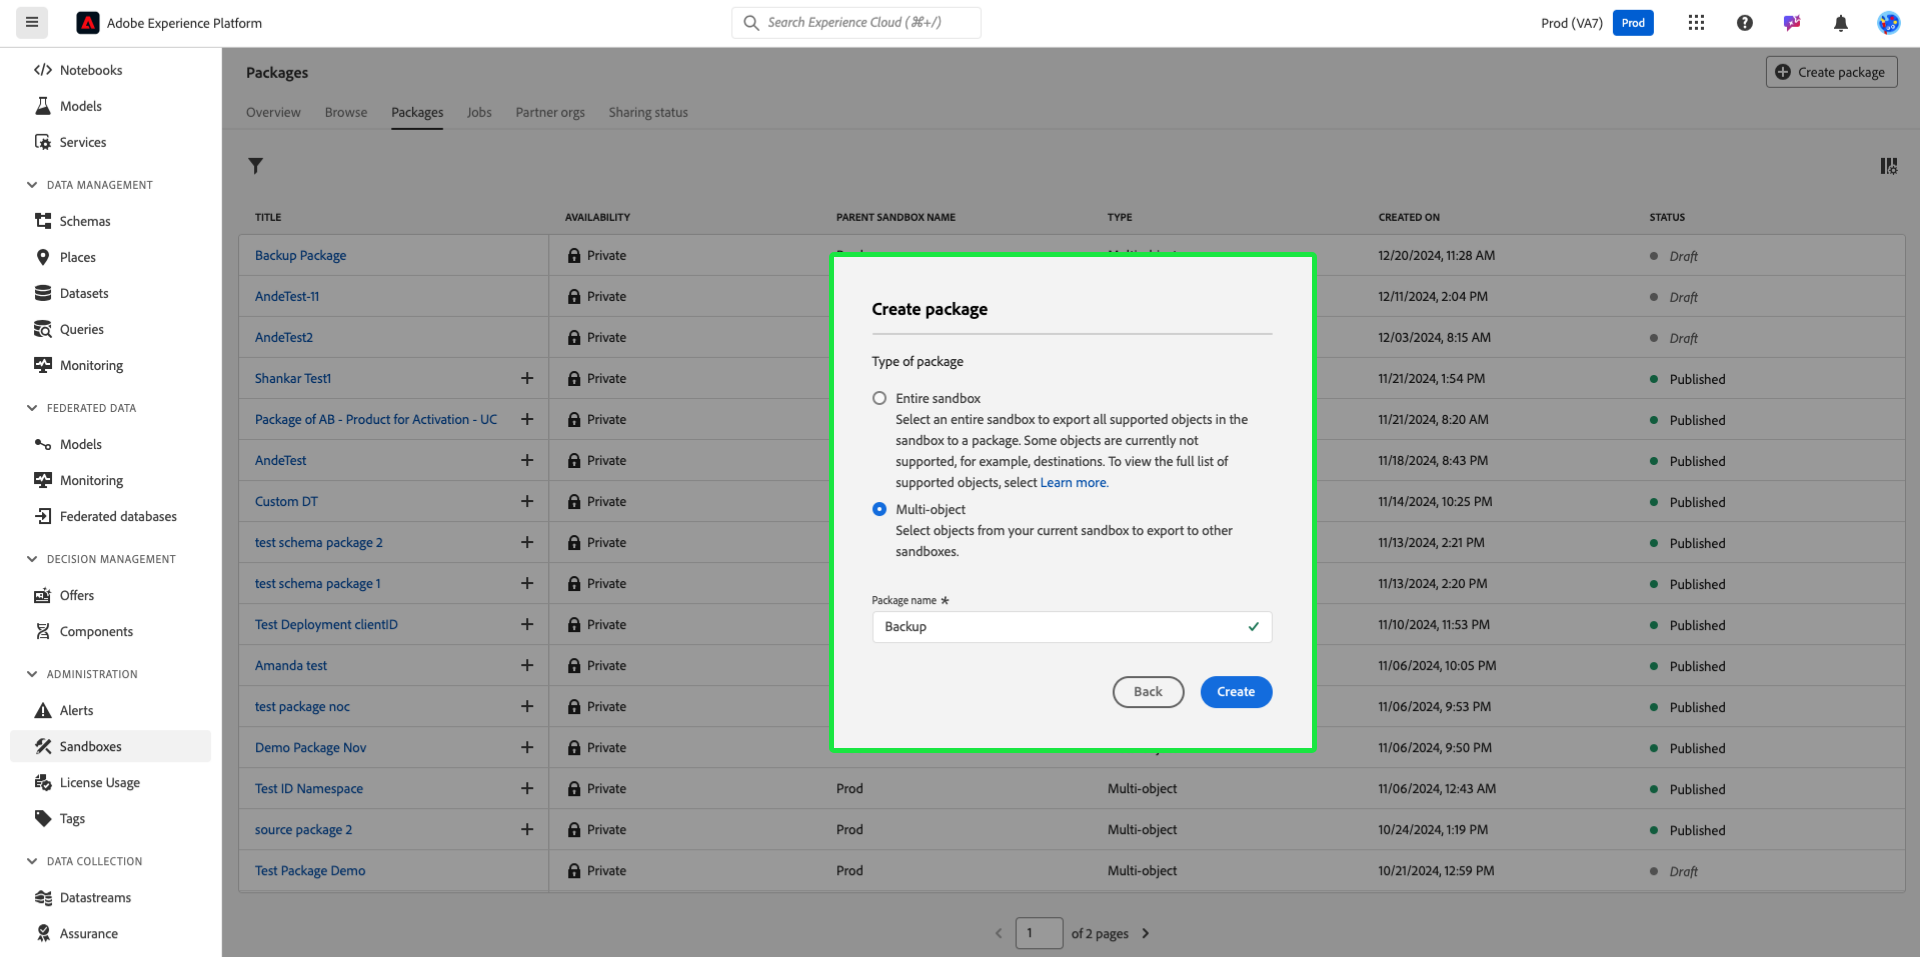 Adobe Experience Platform
Search Experience Cloud (⌘+/)
Prod (VA7)
Prod
Notebooks
Models
Services
DATA MANAGEMENT
Schemas
Places
Datasets
Queries
Monitoring
FEDERATED DATA
Models
Monitoring
Federated databases
DECISION MANAGEMENT
Offers
Components
ADMINISTRATION
Alerts
Sandboxes
License Usage
Tags
DATA COLLECTION
Datastreams
Assurance
Packages
Create package
Overview Browse Packages Jobs Partner orgs Sharing status
TITLE AVAILABILITY PARENT SANDBOX NAME TYPE CREATED ON STATUS
Backup Package Private 12/20/2024, 11:28 AM Draft
AndeTest-11 Private 12/11/2024, 2:04 PM Draft
AndeTest2 Private 12/03/2024, 8:15 AM Draft
Shankar Test1 Private 11/21/2024, 1:54 PM Published
Package of AB - Product for Activation - UC Private 11/21/2024, 8:20 AM Published
AndeTest Private 11/18/2024, 8:43 PM Published
Custom DT Private 11/14/2024, 10:25 PM Published
test schema package 2 Private 11/13/2024, 2:21 PM Published
test schema package 1 Private 11/13/2024, 2:20 PM Published
Test Deployment clientID Private 11/10/2024, 11:53 PM Published
Amanda test Private 11/06/2024, 10:05 PM Published
test package noc Private 11/06/2024, 9:53 PM Published
Demo Package Nov Private 11/06/2024, 9:50 PM Published
Test ID Namespace Private Prod Multi-object 11/06/2024, 12:43 AM Published
source package 2 Private Prod Multi-object 10/24/2024, 1:19 PM Published
Test Package Demo Private Prod Multi-object 10/21/2024, 12:59 PM Draft
1 of 2 pages
Create package
Type of package
Entire sandbox
Select an entire sandbox to export all supported objects in the
sandbox to a package. Some objects are currently not
supported, for example, destinations. To view the full list of
supported objects, select Learn more.
Multi-object
Select objects from your current sandbox to export to other
sandboxes.
Package name *
Backup
Back
Create